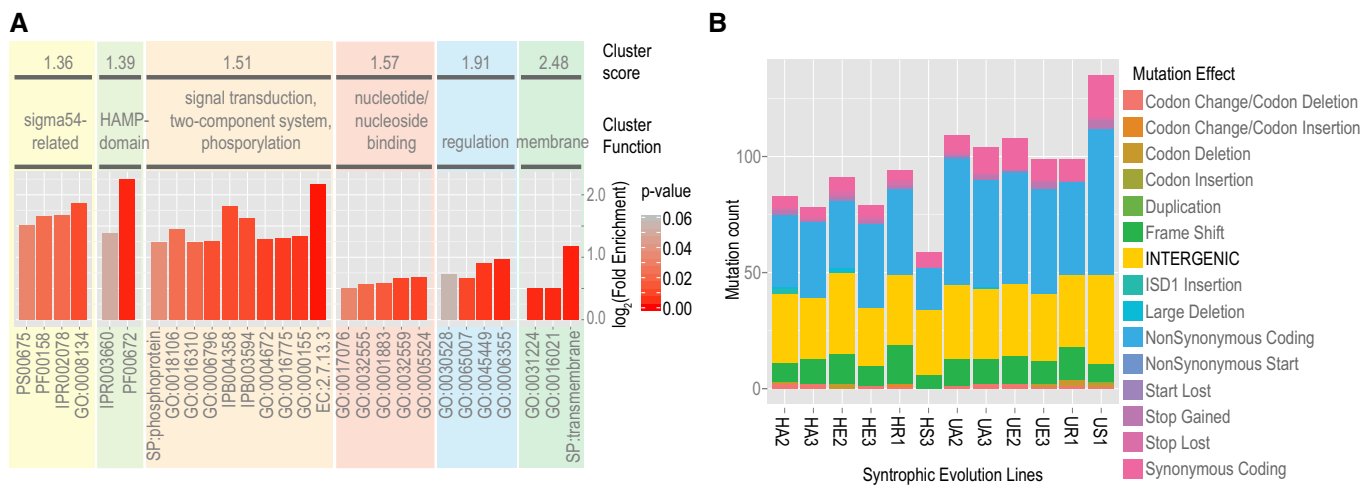 A
1.36
1.39
1.51
1.57
1.91
2.48
Cluster
score
sigma54-
related
HAMP-
domain
signal transduction,
two-component system,
phosporylation
nucleotide/
nucleoside
binding
regulation
membrane
Cluster
Function
2.0
1.0
0.0
log2(Fold Enrichment)
p-value
0.06
0.04
0.02
0.00
PS00675
PF00158
IPR002078
GO:0008134
IPR003660
PF00672
SP:phosphoprotein
GO:0018106
GO:0016310
GO:0006796
IPB004358
IPB003594
GO:0004672
GO:0016775
GO:0000155
EC:2.7.13.3
GO:0017076
GO:0032555
GO:0001883
GO:0032559
GO:0005524
GO:0030528
GO:0065007
GO:0045449
GO:0006355
GO:0031224
GO:0016021
SP:transmembrane
B
Mutation count
100
50
0
HA2
HA3
HE2
HE3
HR1
HS3
UA2
UA3
UE2
UE3
UR1
US1
Syntrophic Evolution Lines
Mutation Effect
Codon Change/Codon Deletion
Codon Change/Codon Insertion
Codon Deletion
Codon Insertion
Duplication
Frame Shift
INTERGENIC
ISD1 Insertion
Large Deletion
NonSynonymous Coding
NonSynonymous Start
Start Lost
Stop Gained
Stop Lost
Synonymous Coding